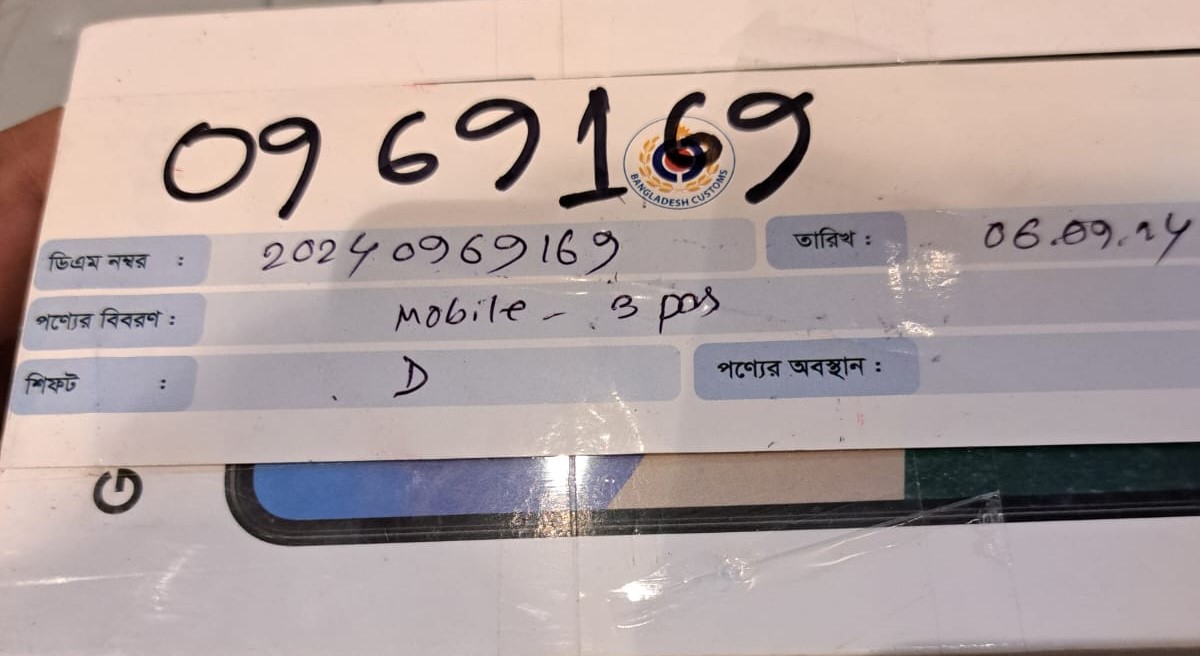 0969169
BANGLADESH CUSTOMS
ডিএম নম্বর : 20240969169 তারিখ : 06.09.24
পণ্যের বিবরণ : Mobile - 3 pcs
শিফট : D পণ্যের অবস্থান :
G